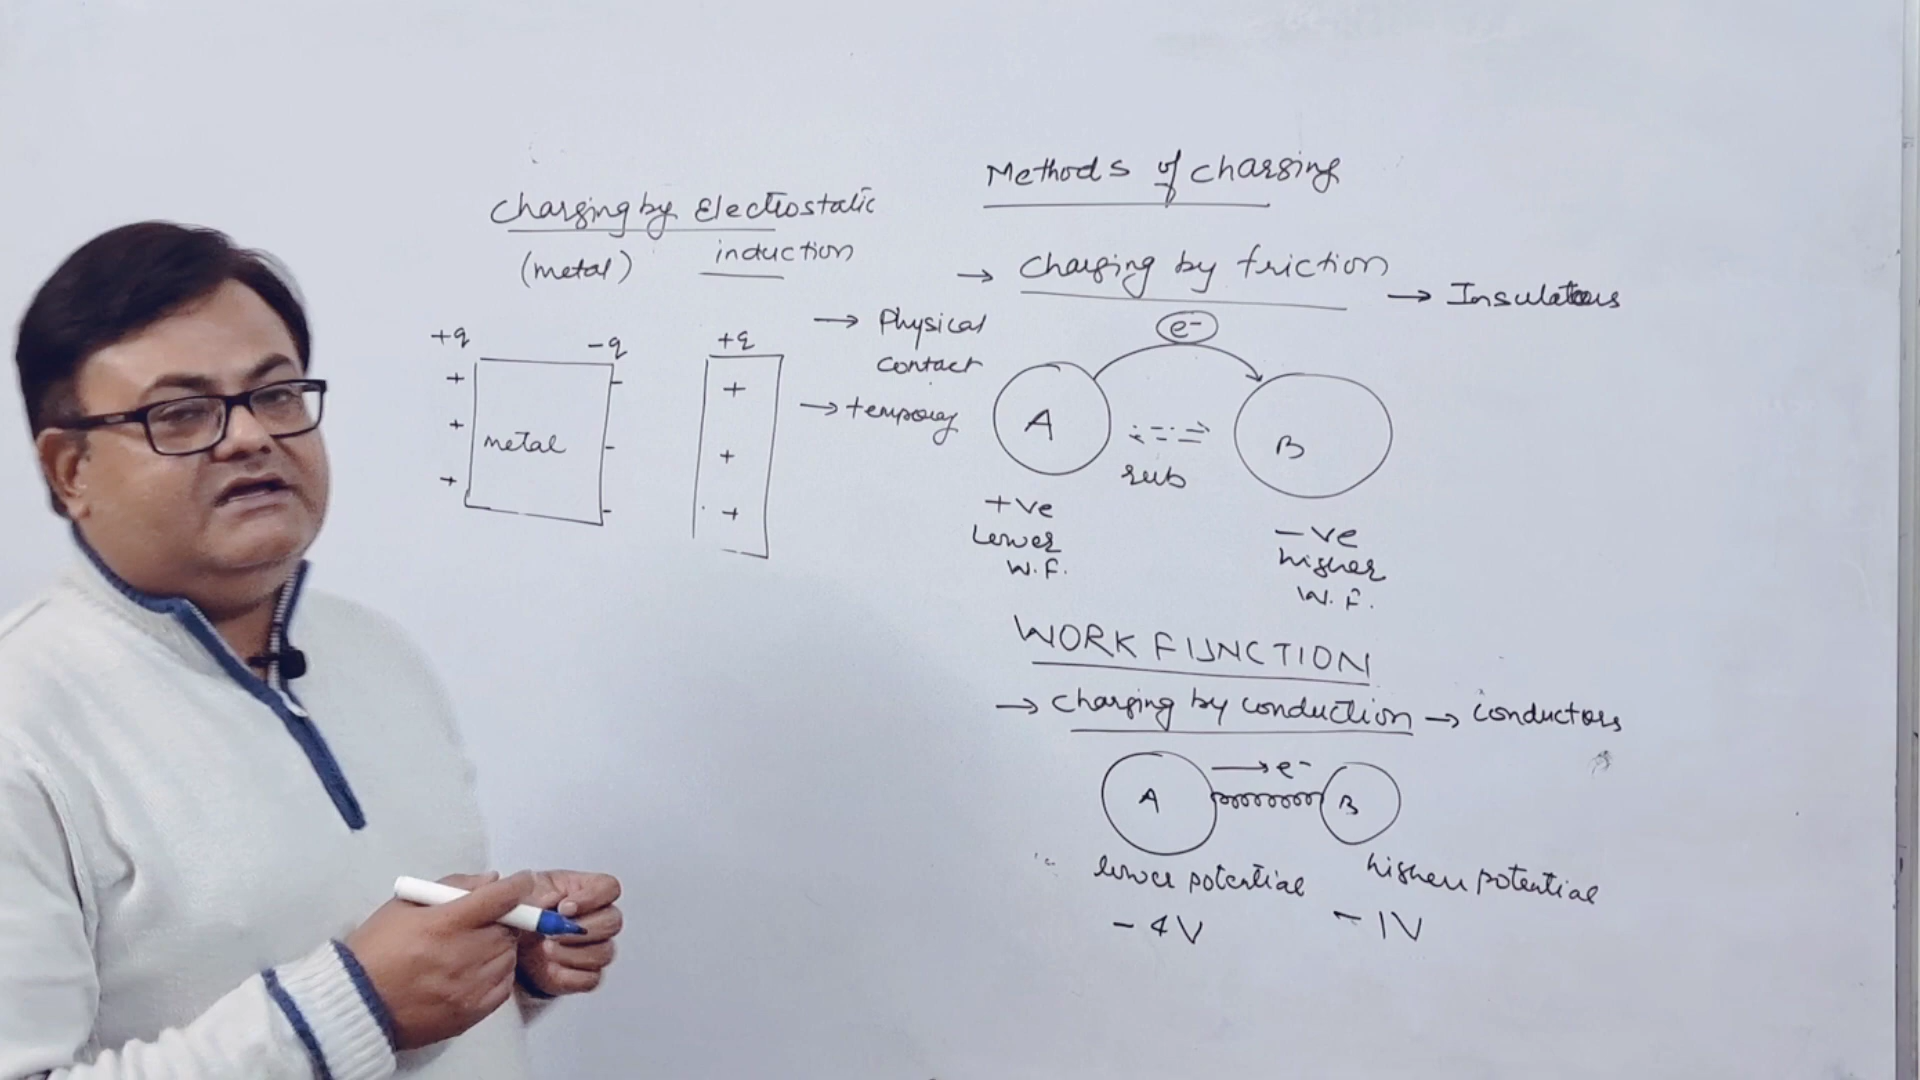 Methods of charging
→ Charging by friction → Insulators
e-
A
B
rub
+ve
Lower
W.F.
-ve
higher
W.F.
WORK FUNCTION
→ Charging by conduction → conductors
→ e-
A
B
lower potential
higher potential
- 4V
- 1V
Charging by Electrostatic
induction
(metal)
→ Physical
contact
→ temporary
+q
-q
+q
+
+
+
metal
-
-
-
+
+
+